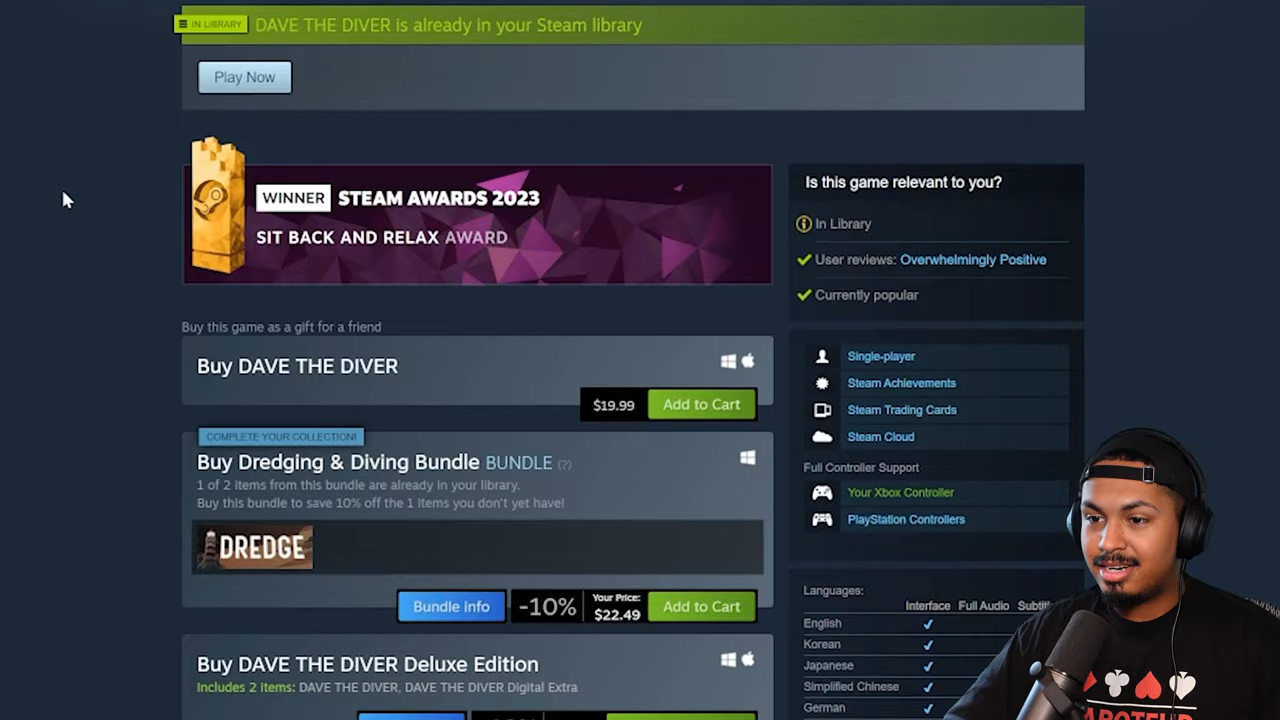 IN LIBRARY
DAVE THE DIVER is already in your Steam library
Play Now
WINNER STEAM AWARDS 2023
SIT BACK AND RELAX AWARD
Buy this game as a gift for a friend
Buy DAVE THE DIVER
$19.99
Add to Cart
COMPLETE YOUR COLLECTION!
Buy Dredging & Diving Bundle BUNDLE (?)
1 of 2 items from this bundle are already in your library.
Buy this bundle to save 10% off the 1 items you don't yet have!
DREDGE
Bundle info
-10%
Your Price:
$22.49
Add to Cart
Buy DAVE THE DIVER Deluxe Edition
Includes 2 items: DAVE THE DIVER, DAVE THE DIVER Digital Extra
Is this game relevant to you?
In Library
User reviews: Overwhelmingly Positive
Currently popular
Single-player
Steam Achievements
Steam Trading Cards
Steam Cloud
Full Controller Support
Your Xbox Controller
PlayStation Controllers
Languages:
Interface Full Audio
English
Korean
Japanese
Simplified Chinese
German